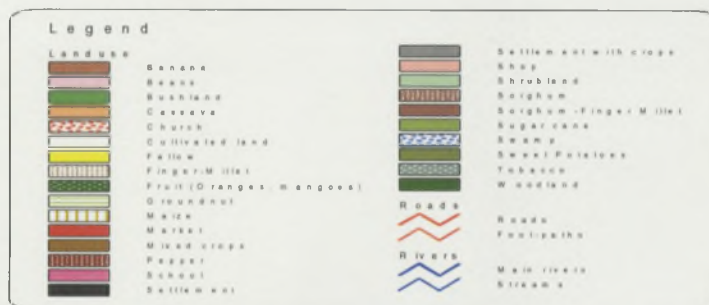 Legend
Landuse
Banana
Beans
Bushland
Cassava
Church
Cultivated land
Fallow
Finger-Millet
Fruit (Oranges, mangoes)
Groundnut
Maize
Market
Mixed crops
Pepper
School
Settlement
Settlement with crops
Shop
Shrubland
Sorghum
Sorghum-Finger Millet
Sugarcane
Swamp
Sweet Potatoes
Tobacco
Woodland
Roads
Roads
Foot-paths
Rivers
Main rivers
Streams